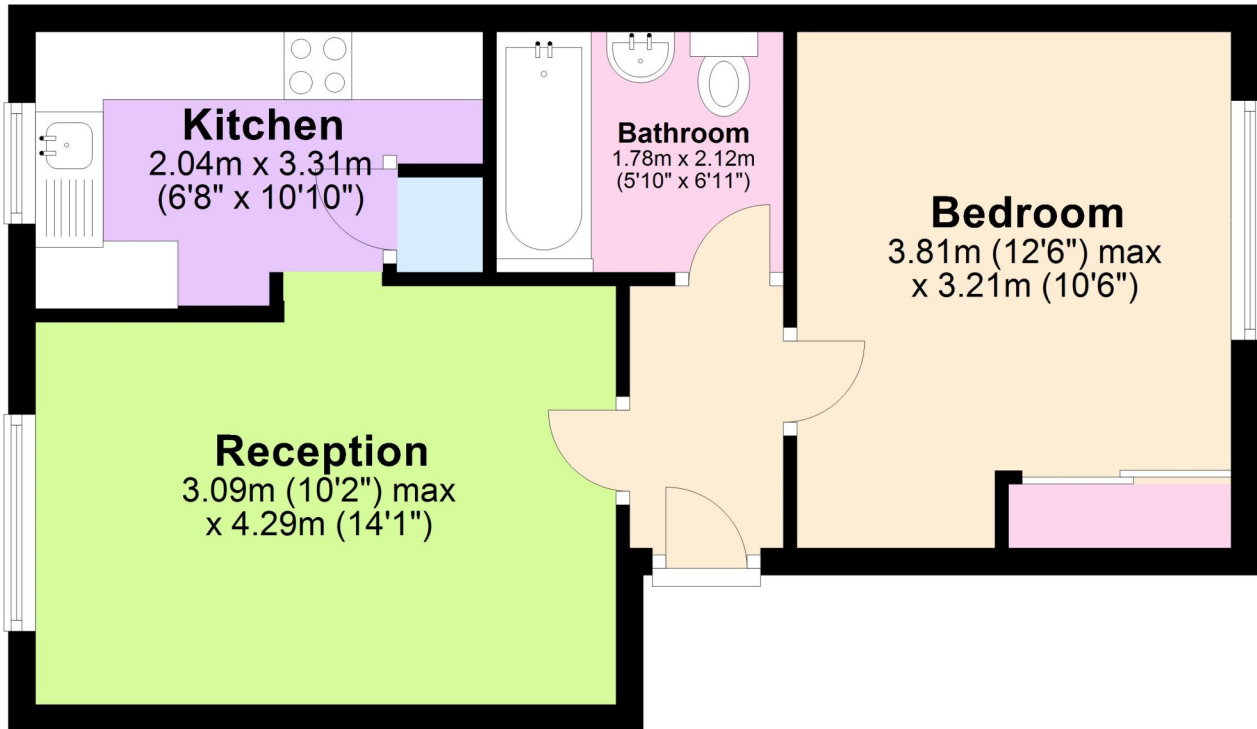 Kitchen
2.04m x 3.31m
(6'8" x 10'10")
Bathroom
1.78m x 2.12m
(5'10" x 6'11")
Bedroom
3.81m (12'6") max
x 3.21m (10'6")
Reception
3.09m (10'2") max
x 4.29m (14'1")